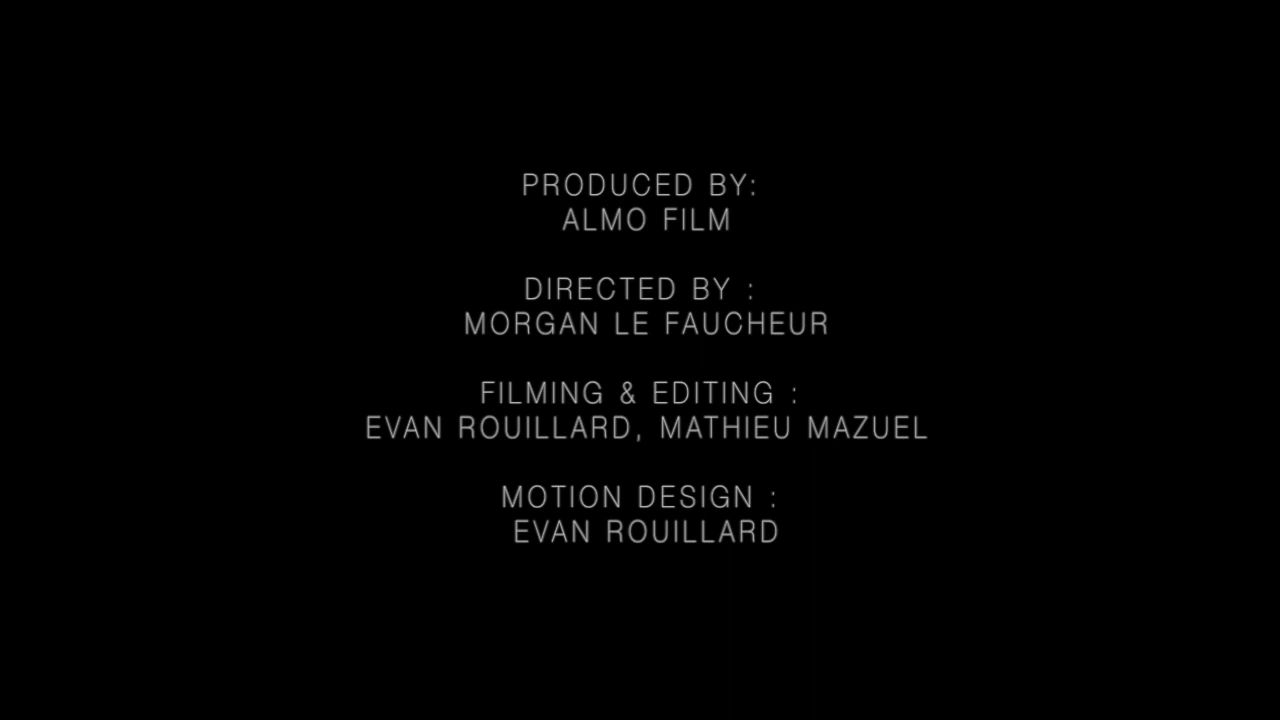 PRODUCED BY:
ALMO FILM
DIRECTED BY :
MORGAN LE FAUCHEUR
FILMING & EDITING :
EVAN ROUILLARD, MATHIEU MAZUEL
MOTION DESIGN :
EVAN ROUILLARD